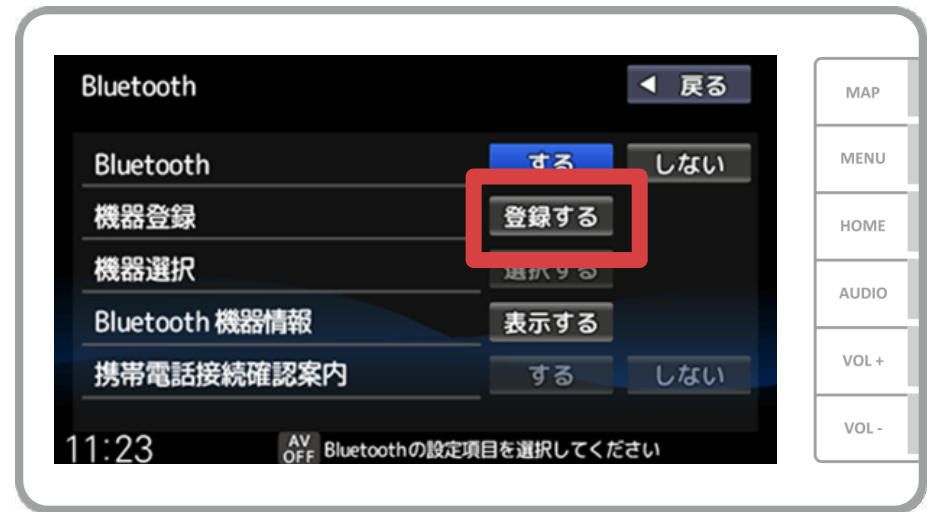 Bluetooth ◀ 戻る
Bluetooth する しない
機器登録 登録する
機器選択 選択する
Bluetooth 機器情報 表示する
携帯電話接続確認案内 する しない
11:23 AV OFF Bluetoothの設定項目を選択してください
MAP
MENU
HOME
AUDIO
VOL +
VOL -